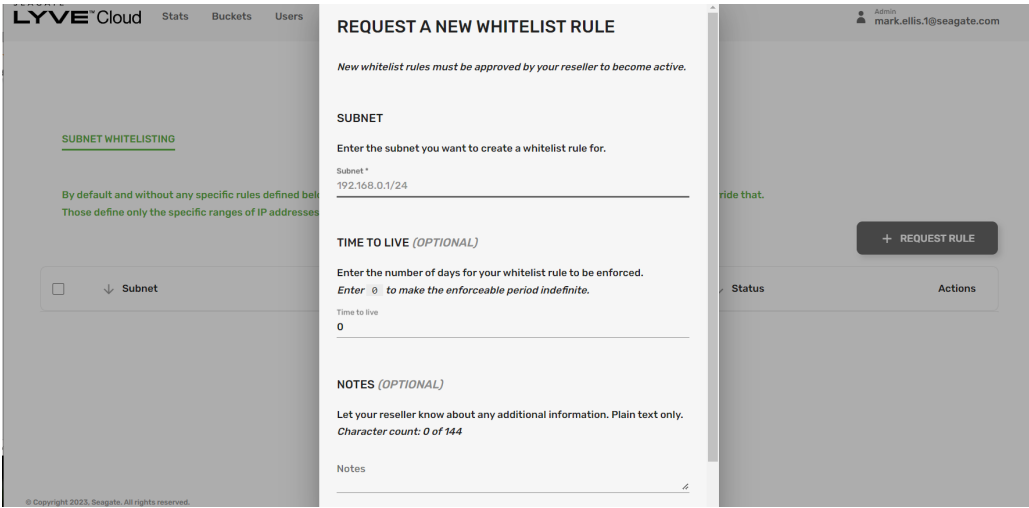 SEAGATE
LYVE™Cloud
Stats
Buckets
Users
Admin
mark.ellis.1@seagate.com
SUBNET WHITELISTING
By default and without any specific rules defined
ride that.
Those define only the specific ranges of IP addresses
+ REQUEST RULE
↓ Subnet
Status
Actions
© Copyright 2023, Seagate. All rights reserved.
REQUEST A NEW WHITELIST RULE
New whitelist rules must be approved by your reseller to become active.
SUBNET
Enter the subnet you want to create a whitelist rule for.
Subnet *
192.168.0.1/24
TIME TO LIVE (OPTIONAL)
Enter the number of days for your whitelist rule to be enforced.
Enter 0 to make the enforceable period indefinite.
Time to live
0
NOTES (OPTIONAL)
Let your reseller know about any additional information. Plain text only.
Character count: 0 of 144
Notes